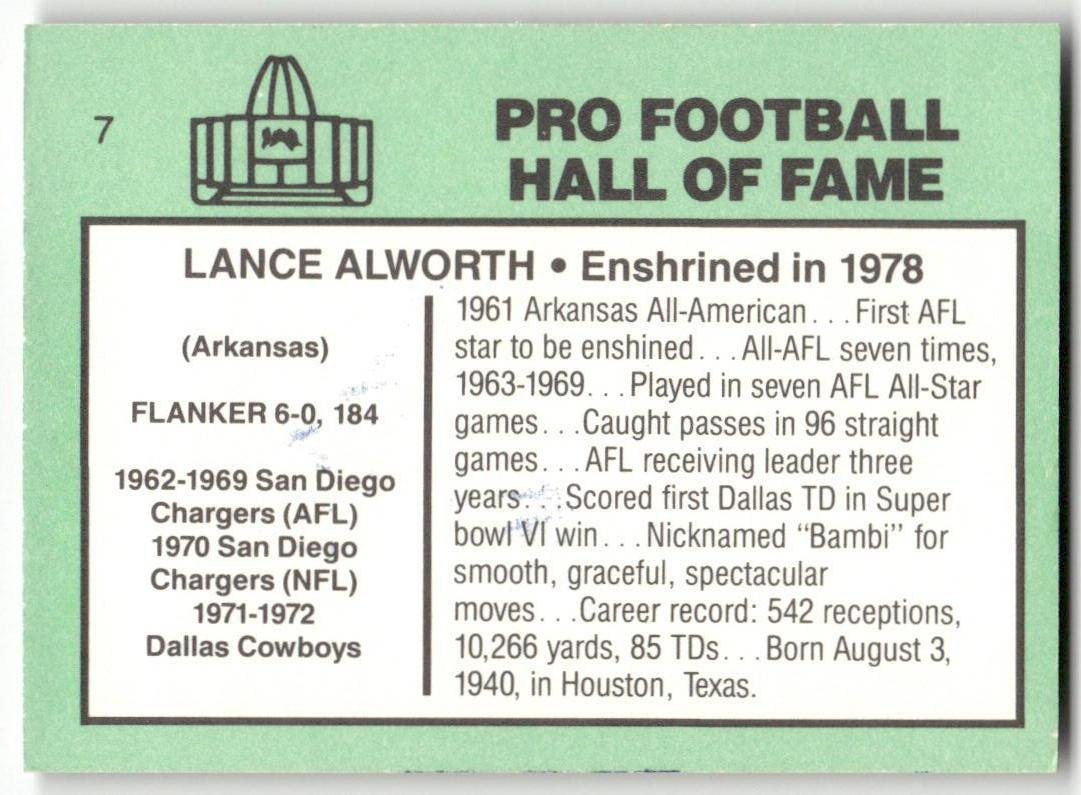 7
PRO FOOTBALL
HALL OF FAME
LANCE ALWORTH • Enshrined in 1978
(Arkansas)
FLANKER 6-0, 184
1962-1969 San Diego
Chargers (AFL)
1970 San Diego
Chargers (NFL)
1971-1972
Dallas Cowboys
1961 Arkansas All-American. . .First AFL
star to be enshined. . .All-AFL seven times,
1963-1969. . .Played in seven AFL All-Star
games. . .Caught passes in 96 straight
games. . .AFL receiving leader three
years. . .Scored first Dallas TD in Super
bowl VI win. . .Nicknamed “Bambi” for
smooth, graceful, spectacular
moves. . .Career record: 542 receptions,
10,266 yards, 85 TDs. . .Born August 3,
1940, in Houston, Texas.